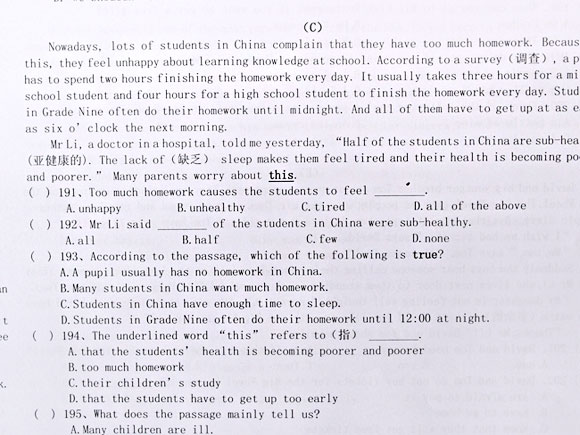 (C)
Nowadays, lots of students in China complain that they have too much homework.
this, they feel unhappy about learning knowledge at school. According to a survey (调查), a
has to spend two hours finishing the homework every day. It usually takes three hours for a
school student and four hours for a high school student to finish the homework every day.
in Grade Nine often do their homework until midnight. And all of them have to get up at as
as six o' clock the next morning.
Mr Li, a doctor in a hospital, told me yesterday, "Half of the students in China are
(亚健康的). The lack of (缺乏) sleep makes them feel tired and their health is becoming
and poorer." Many parents worry about this.
( ) 191、Too much homework causes the students to feel ________.
A. unhappy B. unhealthy C. tired D. all of the above
( ) 192、Mr Li said _______ of the students in China were sub-healthy.
A. all B. half C. few D. none
( ) 193、According to the passage, which of the following is true?
A. A pupil usually has no homework in China.
B. Many students in China want much homework.
C. Students in China have enough time to sleep.
D. Students in Grade Nine often do their homework until 12:00 at night.
( ) 194、The underlined word "this" refers to (指) _______.
A. that the students' health is becoming poorer and poorer
B. too much homework
C. their children's study
D. that the students have to get up too early
( ) 195、What does the passage mainly tell us?
A. Many children are ill.